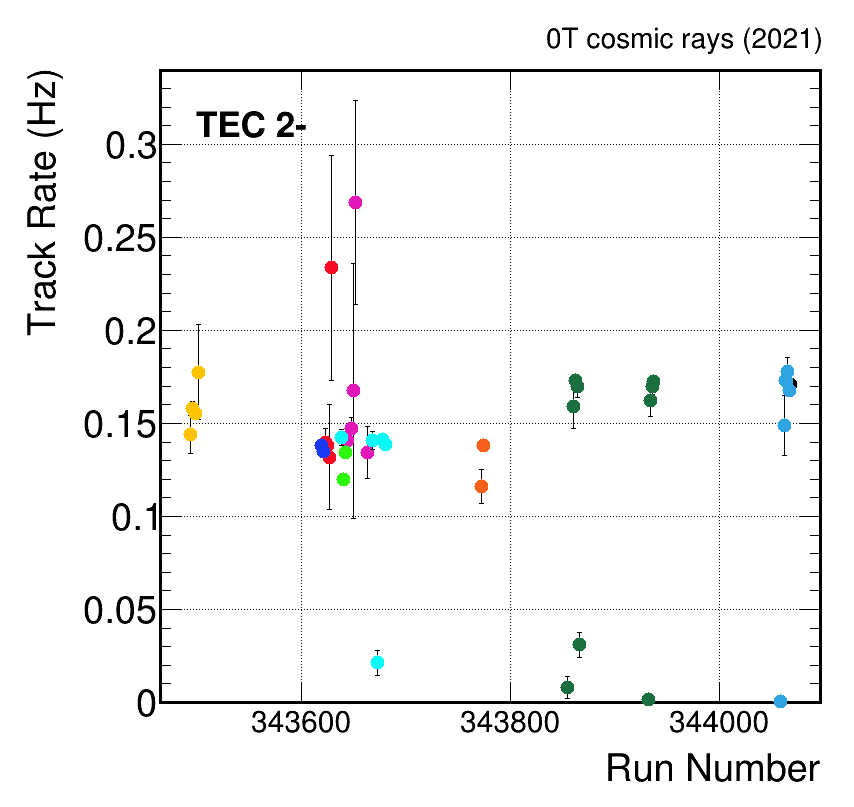 0T cosmic rays (2021)
Track Rate (Hz)
TEC 2-
0.3
0.25
0.2
0.15
0.1
0.05
0
343600
343800
344000
Run Number